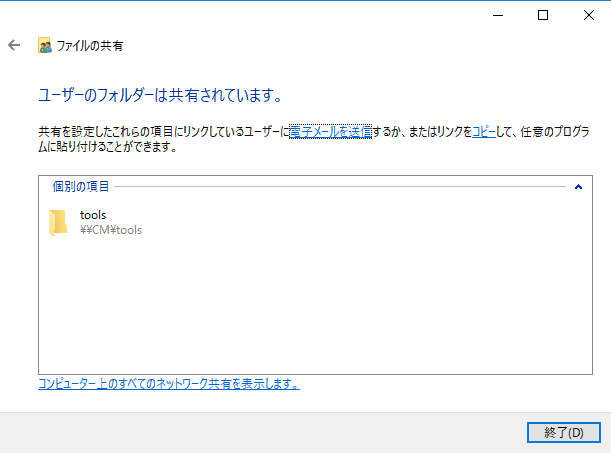 ファイルの共有
ユーザーのフォルダーは共有されています。
共有を設定したこれらの項目にリンクしているユーザーに電子メールを送信するか、またはリンクをコピーして、任意のプログラ
ムに貼り付けることができます。
個別の項目
tools
¥¥CM¥tools
コンピューター上のすべてのネットワーク共有を表示します。
終了(D)